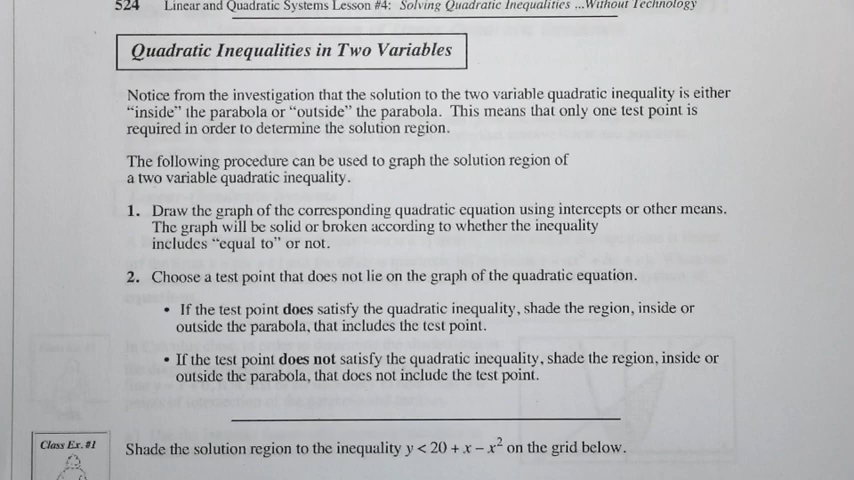 524 Linear and Quadratic Systems Lesson #4: Solving Quadratic Inequalities ...Without Technology
Quadratic Inequalities in Two Variables
Notice from the investigation that the solution to the two variable quadratic inequality is either
“inside” the parabola or “outside” the parabola. This means that only one test point is
required in order to determine the solution region.
The following procedure can be used to graph the solution region of
a two variable quadratic inequality.
1. Draw the graph of the corresponding quadratic equation using intercepts or other means.
The graph will be solid or broken according to whether the inequality
includes “equal to” or not.
2. Choose a test point that does not lie on the graph of the quadratic equation.
• If the test point does satisfy the quadratic inequality, shade the region, inside or
outside the parabola, that includes the test point.
• If the test point does not satisfy the quadratic inequality, shade the region, inside or
outside the parabola, that does not include the test point.
Class Ex. #1
Shade the solution region to the inequality y < 20 + x – x² on the grid below.